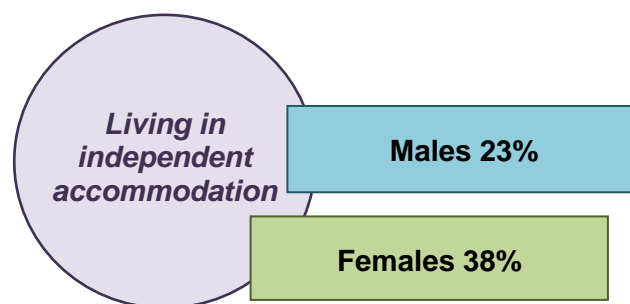 Living in
independent
accommodation
Males 23%
Females 38%